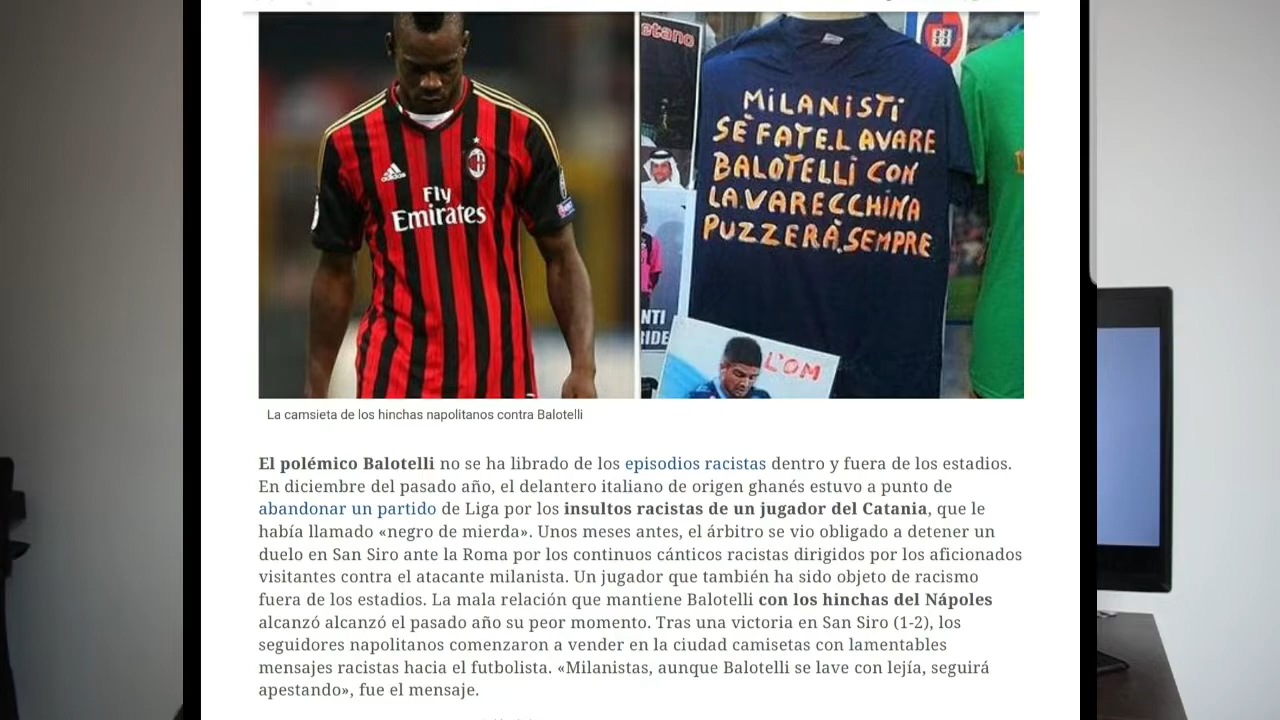 etano
MiLANiSTi
SE FATE.LAVARE
BALOTELLi CON
LA.VARECCHiNA
PUZZERÀ.SEMPRE
Fly
Emirates
adidas
NTI
RIDE
L'OM
La camsieta de los hinchas napolitanos contra Balotelli
El polémico Balotelli no se ha librado de los episodios racistas dentro y fuera de los estadios.
En diciembre del pasado año, el delantero italiano de origen ghanés estuvo a punto de
abandonar un partido de Liga por los insultos racistas de un jugador del Catania, que le
había llamado «negro de mierda». Unos meses antes, el árbitro se vio obligado a detener un
duelo en San Siro ante la Roma por los continuos cánticos racistas dirigidos por los aficionados
visitantes contra el atacante milanista. Un jugador que también ha sido objeto de racismo
fuera de los estadios. La mala relación que mantiene Balotelli con los hinchas del Nápoles
alcanzó alcanzó el pasado año su peor momento. Tras una victoria en San Siro (1-2), los
seguidores napolitanos comenzaron a vender en la ciudad camisetas con lamentables
mensajes racistas hacia el futbolista. «Milanistas, aunque Balotelli se lave con lejía, seguirá
apestando», fue el mensaje.